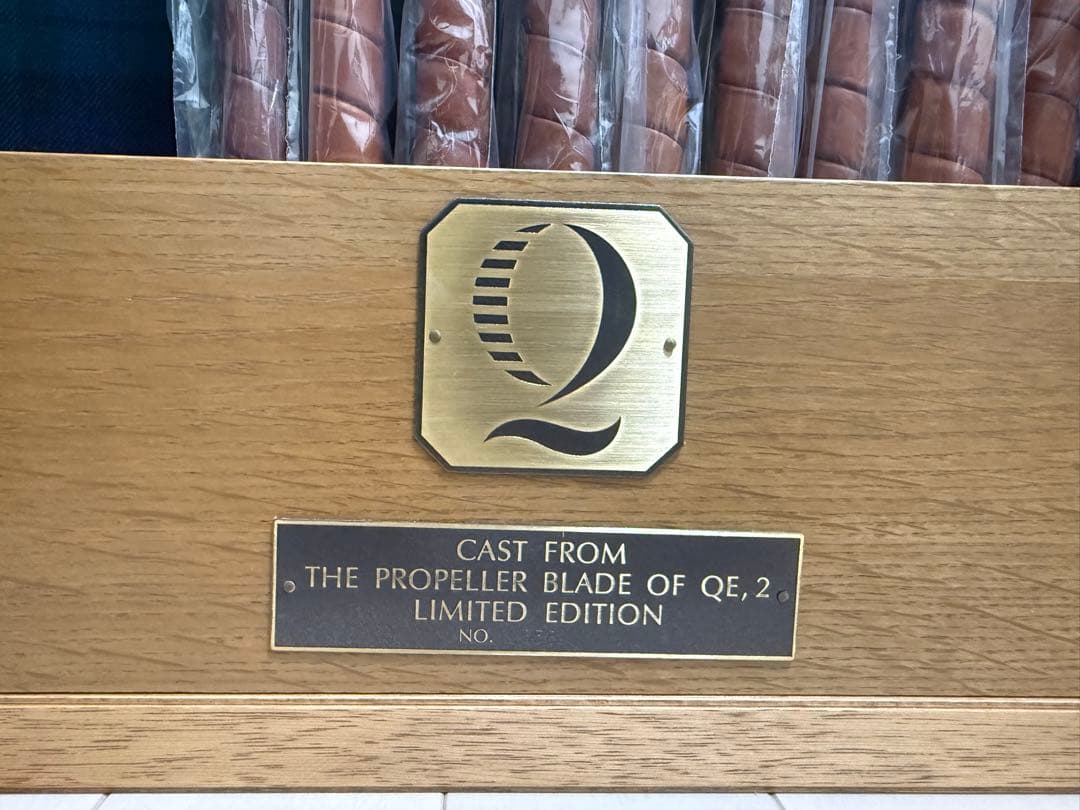 Q
CAST FROM
THE PROPELLER BLADE OF QE, 2
LIMITED EDITION
NO.